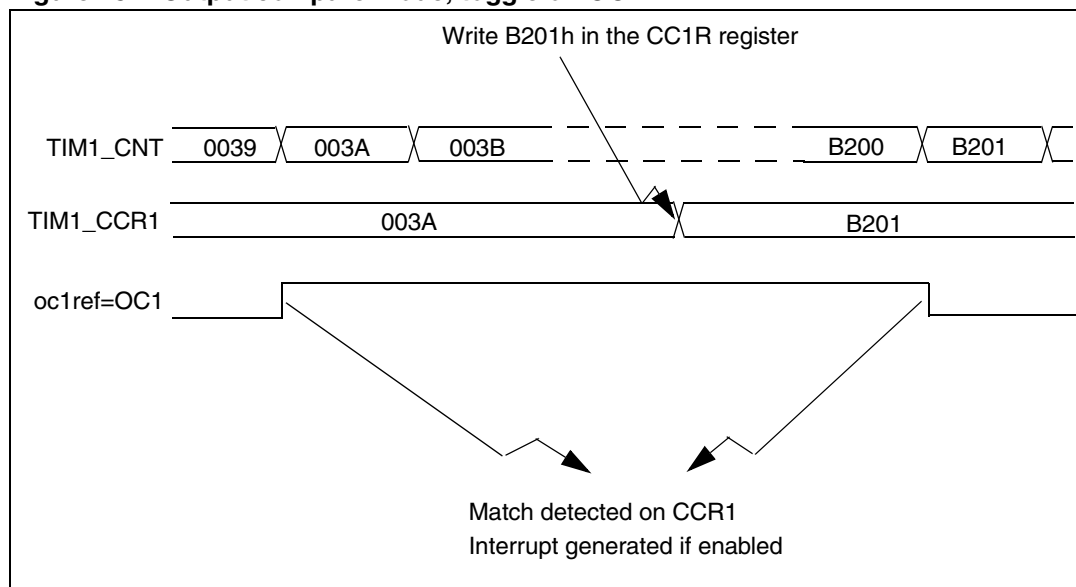 Write B201h in the CC1R register
TIM1_CNT 0039 003A 003B B200 B201
TIM1_CCR1 003A B201
oc1ref=OC1
Match detected on CCR1
Interrupt generated if enabled